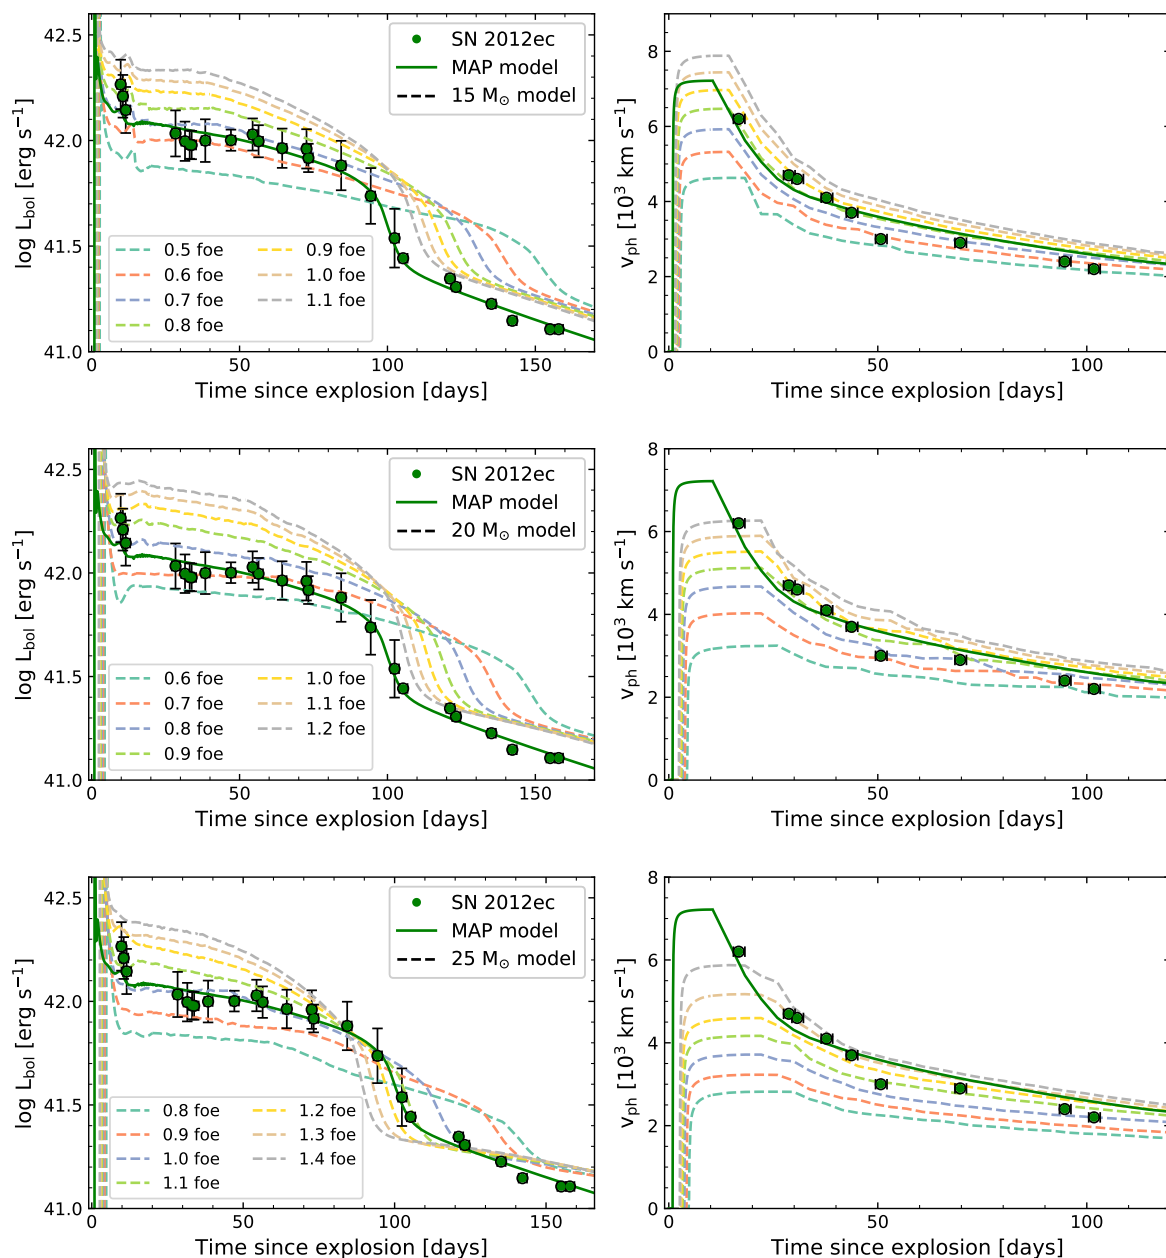 42.5
42.0
41.5
41.0
log L_bol [erg s⁻¹]
SN 2012ec
MAP model
15 M⊙ model
0.5 foe
0.6 foe
0.7 foe
0.8 foe
0.9 foe
1.0 foe
1.1 foe
0 50 100 150
Time since explosion [days]
8
6
4
2
0
v_ph [10³ km s⁻¹]
0 50 100
Time since explosion [days]
42.5
42.0
41.5
41.0
log L_bol [erg s⁻¹]
SN 2012ec
MAP model
20 M⊙ model
0.6 foe
0.7 foe
0.8 foe
0.9 foe
1.0 foe
1.1 foe
1.2 foe
0 50 100 150
Time since explosion [days]
8
6
4
2
0
v_ph [10³ km s⁻¹]
0 50 100
Time since explosion [days]
42.5
42.0
41.5
41.0
log L_bol [erg s⁻¹]
SN 2012ec
MAP model
25 M⊙ model
0.8 foe
0.9 foe
1.0 foe
1.1 foe
1.2 foe
1.3 foe
1.4 foe
0 50 100 150
Time since explosion [days]
8
6
4
2
0
v_ph [10³ km s⁻¹]
0 50 100
Time since explosion [days]